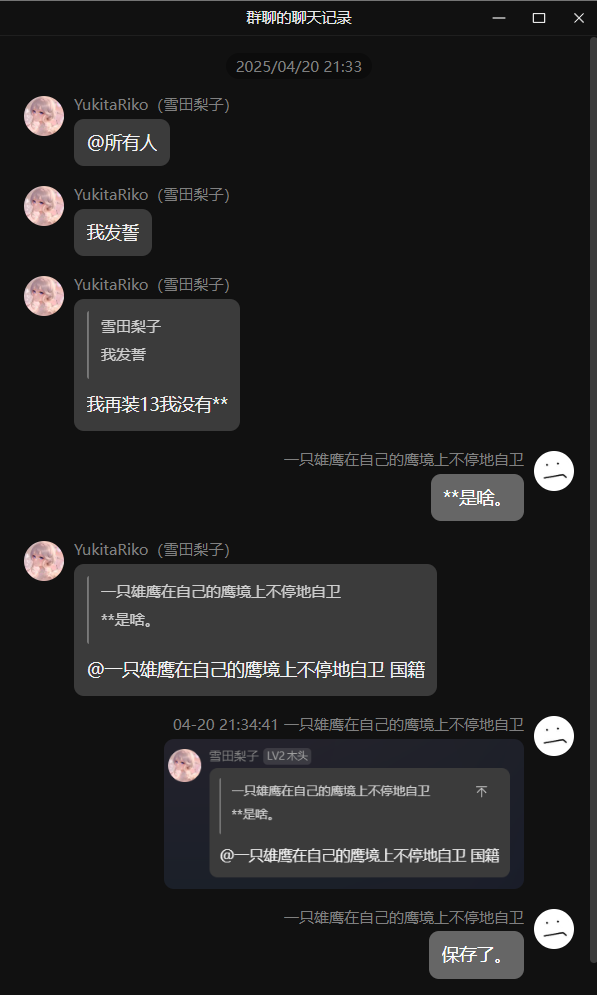 群聊的聊天记录
2025/04/20 21:33
YukitaRiko（雪田梨子）
@所有人
YukitaRiko（雪田梨子）
我发誓
YukitaRiko（雪田梨子）
雪田梨子
我发誓
我再装13我没有**
一只雄鹰在自己的鹰境上不停地自卫
**是啥。
YukitaRiko（雪田梨子）
一只雄鹰在自己的鹰境上不停地自卫
**是啥。
@一只雄鹰在自己的鹰境上不停地自卫 国籍
04-20 21:34:41 一只雄鹰在自己的鹰境上不停地自卫
雪田梨子 LV2 木头
一只雄鹰在自己的鹰境上不停地自卫
**是啥。
@一只雄鹰在自己的鹰境上不停地自卫 国籍
一只雄鹰在自己的鹰境上不停地自卫
保存了。